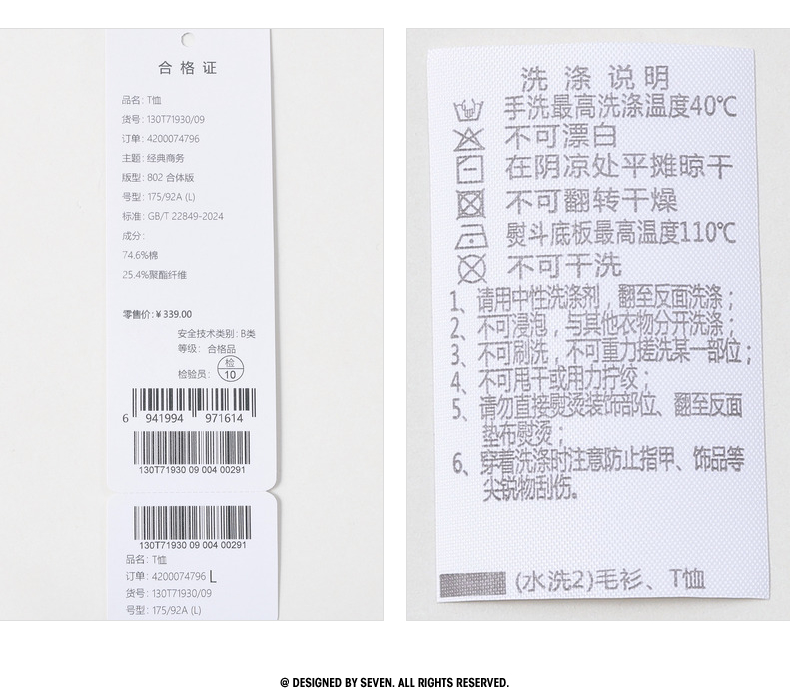 合格证
品名: T恤
货号: 130T71930/09
订单: 4200074796
主题: 经典商务
版型: 802 合体版
号型: 175/92A (L)
标准: GB/T 22849-2024
成分:
74.6%棉
25.4%聚酯纤维
零售价: ¥ 339.00
安全技术类别: B类
等级: 合格品
检验员: 检 10
6 941994 971614
130T71930 09 004 00291
130T71930 09 004 00291
品名: T恤
订单: 4200074796 L
货号: 130T71930/09
号型: 175/92A (L)
洗涤说明
手洗最高洗涤温度40℃
不可漂白
在阴凉处平摊晾干
不可翻转干燥
熨斗底板最高温度110℃
不可干洗
1、请用中性洗涤剂，翻至反面洗涤；
2、不可浸泡，与其他衣物分开洗涤；
3、不可刷洗，不可重力搓洗某一部位；
4、不可甩干或用力拧绞；
5、请勿直接熨烫装饰部位、翻至反面
垫布熨烫；
6、穿着洗涤时注意防止指甲、饰品等
尖锐物刮伤。
(水洗2)毛衫、T恤
@ DESIGNED BY SEVEN. ALL RIGHTS RESERVED.